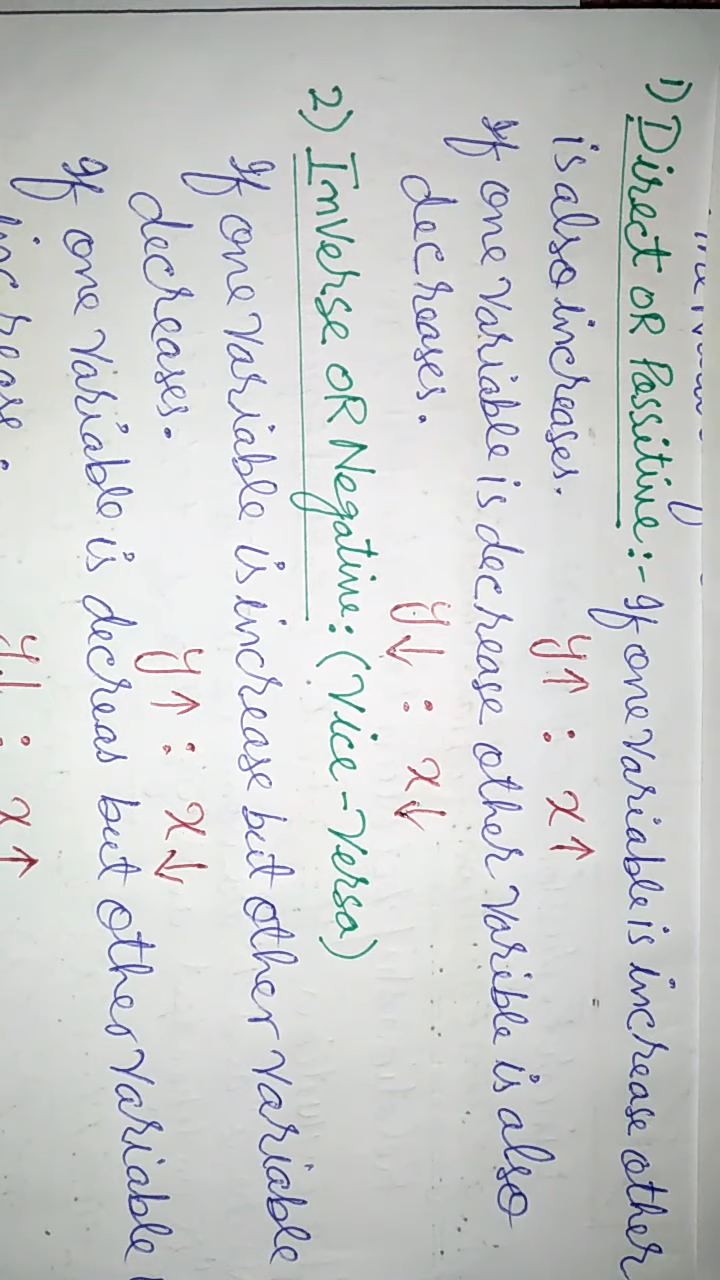 1) Direct OR Possitive:- If one variable is increase other
is also increases.
y↑ : x↑
If one variable is decrease other varible is also
decreases.
y↓ : x↓
2) Inverse OR Negative: (Vice-Versa)
If one variable is increase but other variable
decreases.
y↑ : x↓
If one variable is decreas but other variable
increase.
y↓ : x↑